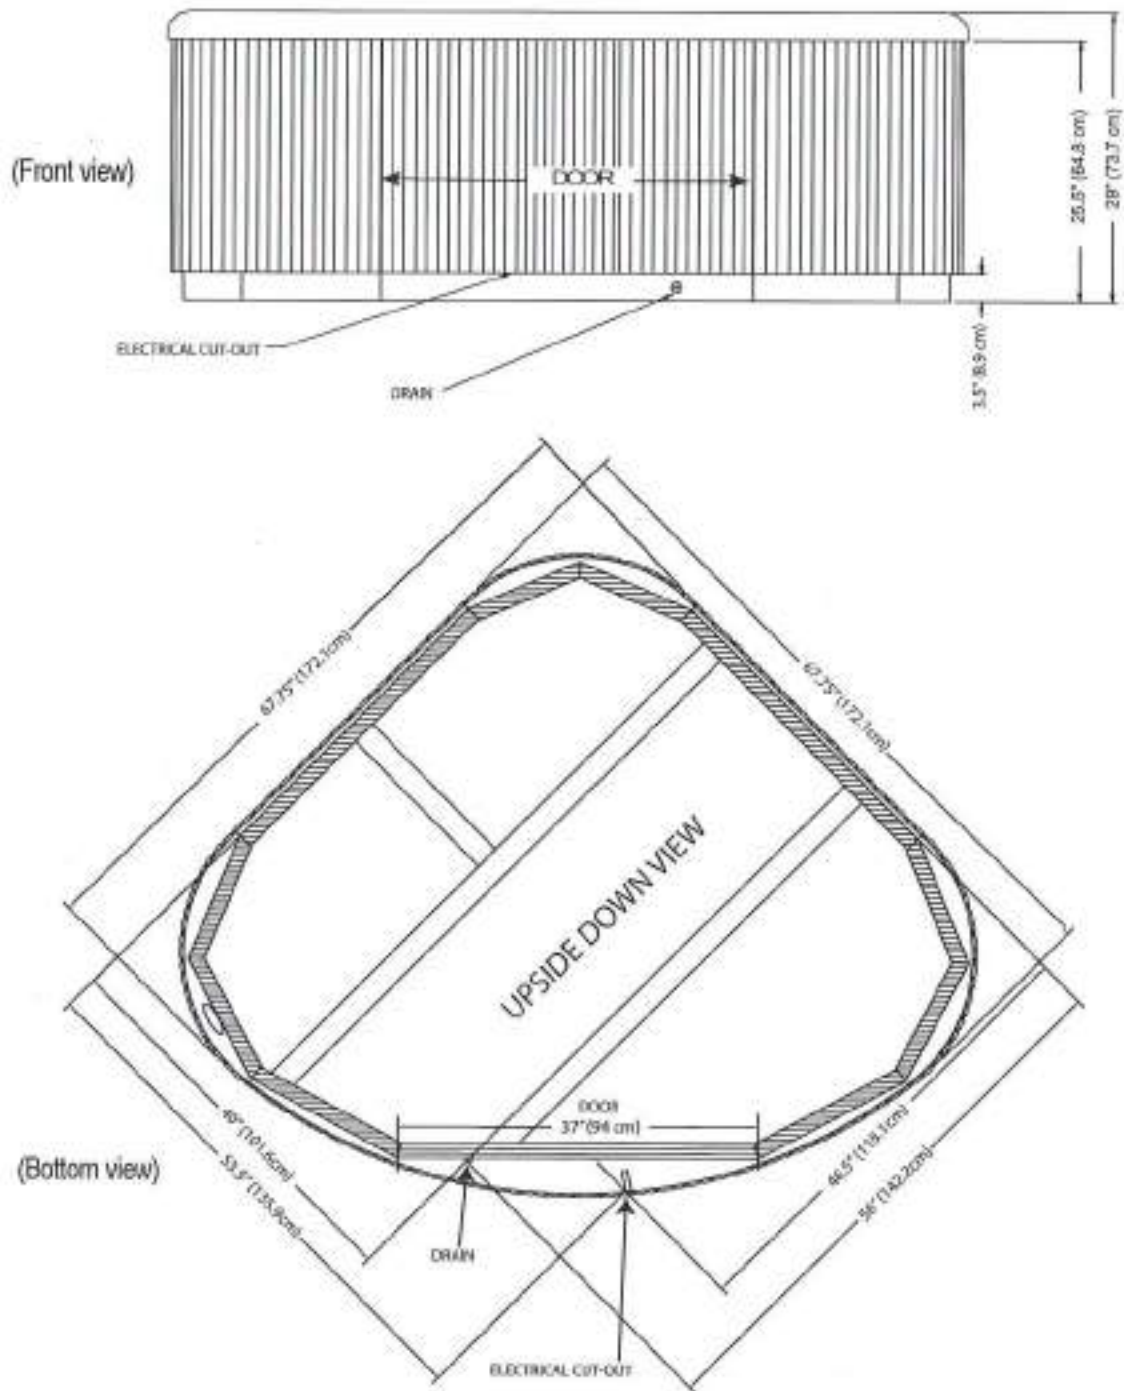 (Front view)
DOOR
25.5" (64.8 cm)
29" (73.7 cm)
3.5" (8.9 cm)
ELECTRICAL CUT-OUT
DRAIN
67.75" (172.1cm)
67.75" (172.1cm)
UPSIDE DOWN VIEW
DOOR
37" (94 cm)
(Bottom view)
40" (101.6cm)
53.5" (135.9cm)
46.5" (118.1cm)
56" (142.2cm)
DRAIN
ELECTRICAL CUT-OUT